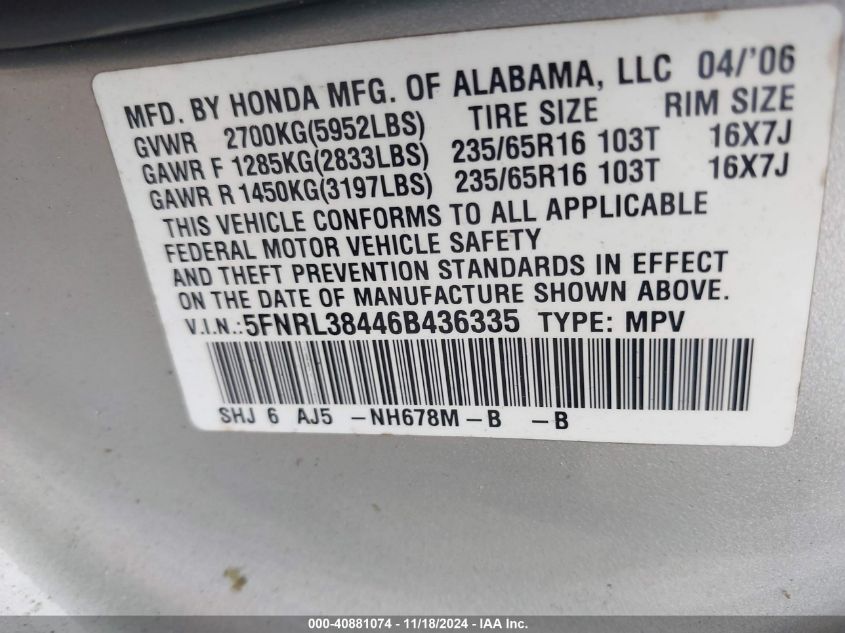 MFD. BY HONDA MFG. OF ALABAMA, LLC 04/'06
GVWR 2700KG(5952LBS) TIRE SIZE RIM SIZE
GAWR F 1285KG(2833LBS) 235/65R16 103T 16X7J
GAWR R 1450KG(3197LBS) 235/65R16 103T 16X7J
THIS VEHICLE CONFORMS TO ALL APPLICABLE
FEDERAL MOTOR VEHICLE SAFETY
AND THEFT PREVENTION STANDARDS IN EFFECT
ON THE DATE OF MANUFACTURE SHOWN ABOVE.
V.I.N.:5FNRL38446B436335 TYPE: MPV
SHJ 6 AJ5 -NH678M-B -B
000-40881074 - 11/18/2024 - IAA Inc.